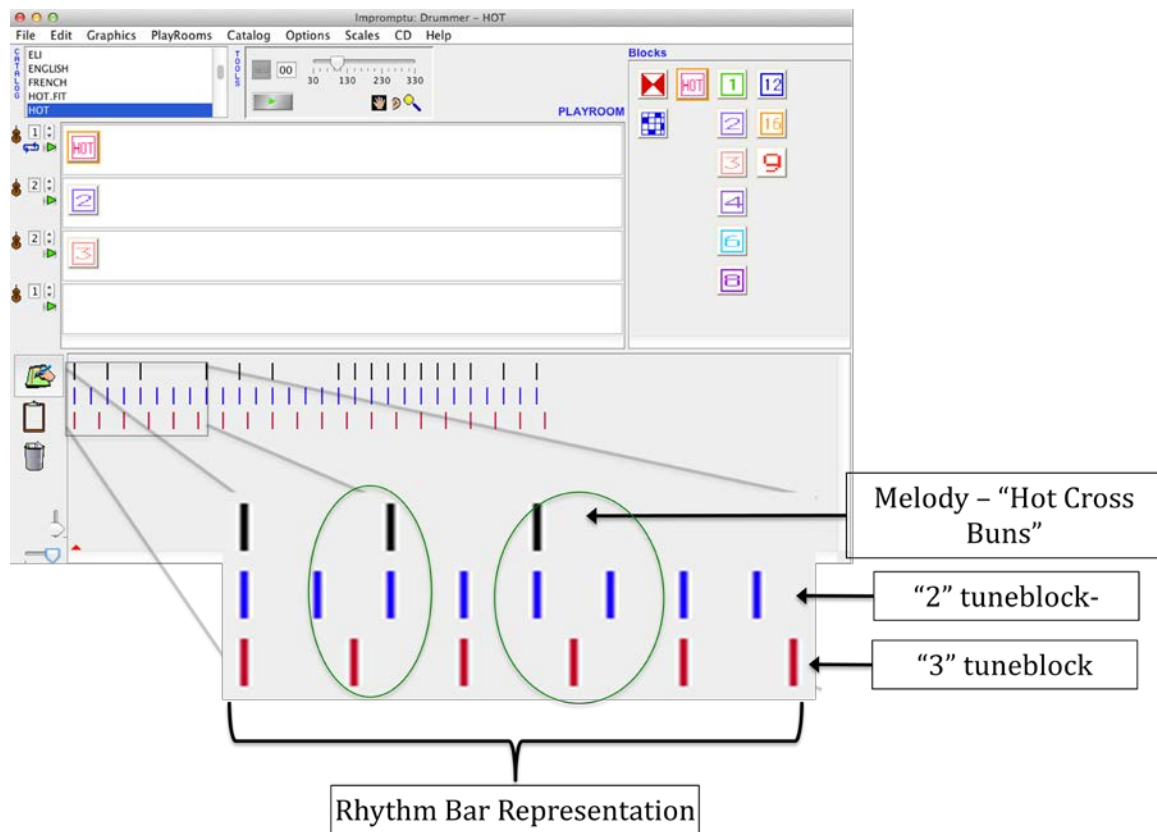 Impromptu: Drummer – HOT
File Edit Graphics PlayRooms Catalog Options Scales CD Help
CATALOG
ELI
ENGLISH
FRENCH
HOT.FIT
HOT
TOOLS
00
30 130 230 330
PLAYROOM
Blocks
HOT 1 12
2 16
3 9
4
6
8
1
HOT
2
2
2
3
1
Melody – “Hot Cross
Buns”
“2” tuneblock-
“3” tuneblock
Rhythm Bar Representation